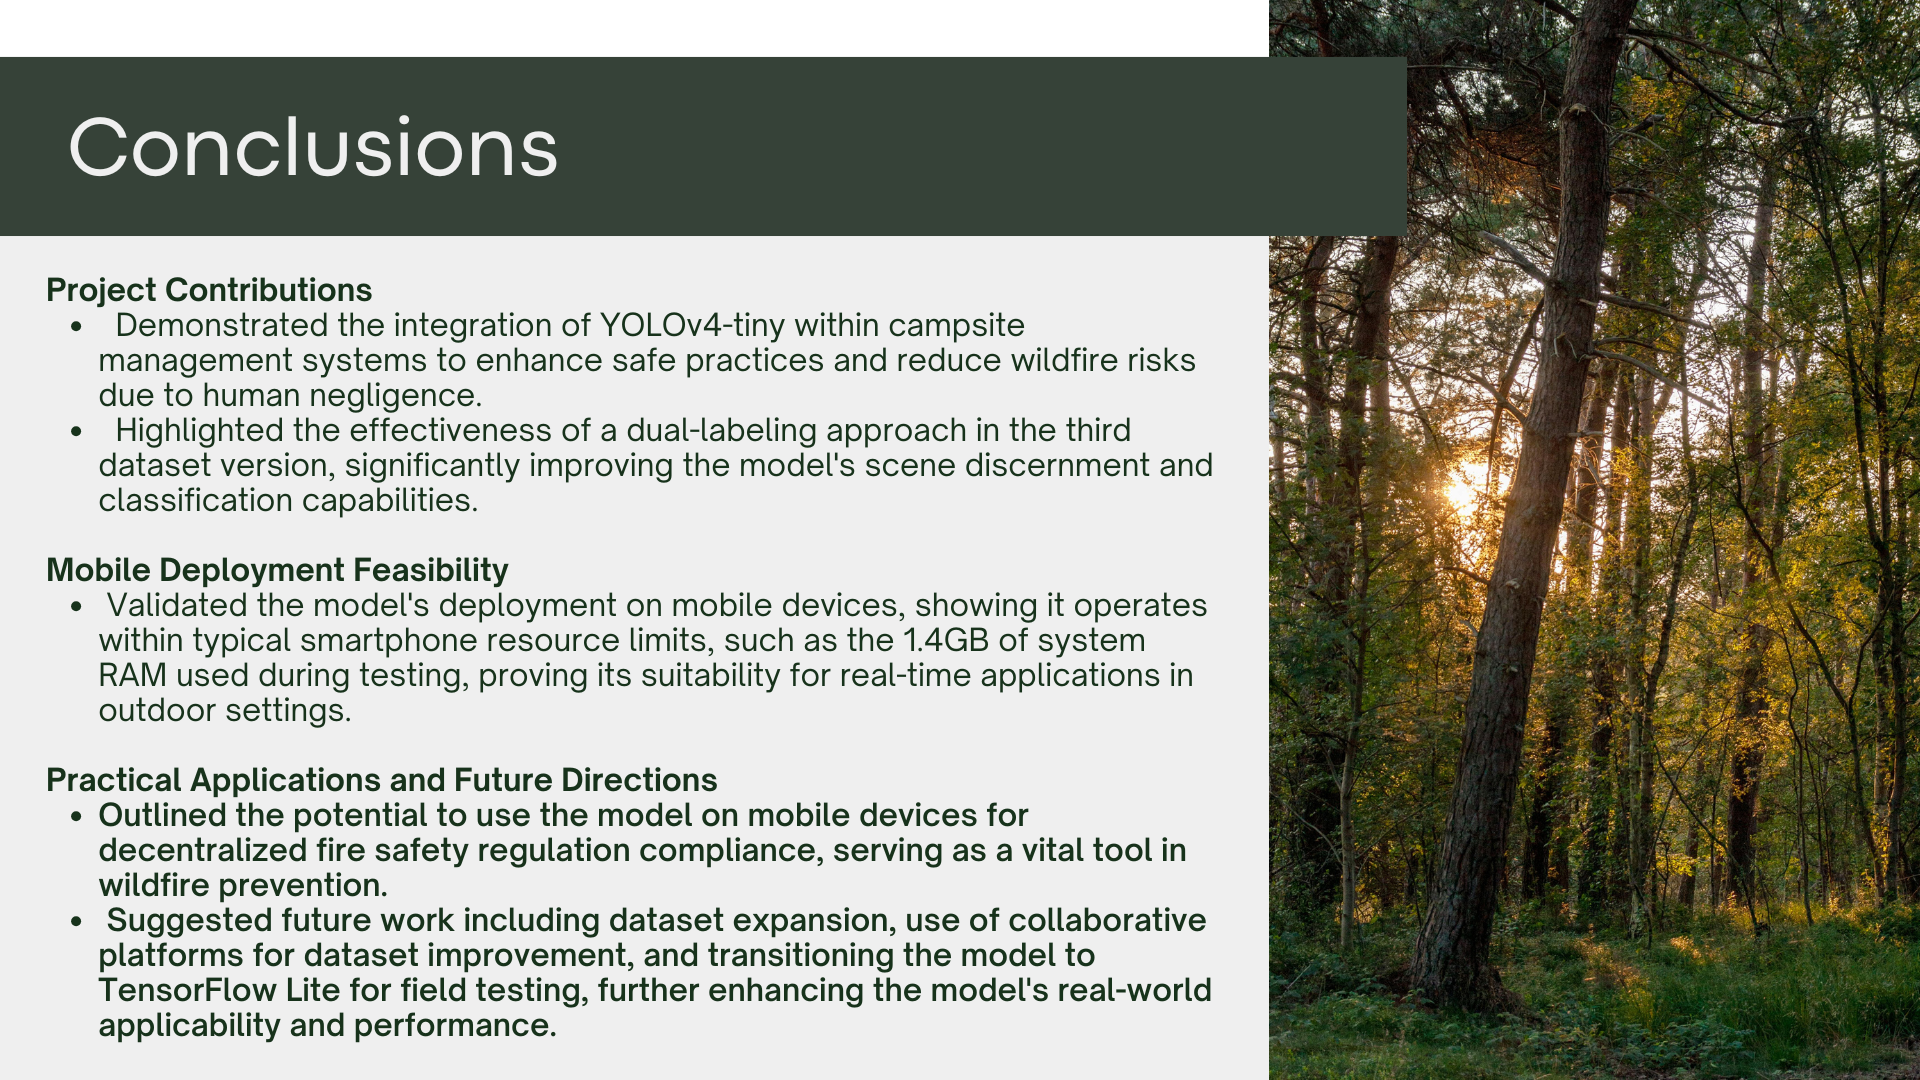 Conclusions
Project Contributions
• Demonstrated the integration of YOLOv4-tiny within campsite
management systems to enhance safe practices and reduce wildfire risks
due to human negligence.
• Highlighted the effectiveness of a dual-labeling approach in the third
dataset version, significantly improving the model's scene discernment and
classification capabilities.
Mobile Deployment Feasibility
• Validated the model's deployment on mobile devices, showing it operates
within typical smartphone resource limits, such as the 1.4GB of system
RAM used during testing, proving its suitability for real-time applications in
outdoor settings.
Practical Applications and Future Directions
• Outlined the potential to use the model on mobile devices for
decentralized fire safety regulation compliance, serving as a vital tool in
wildfire prevention.
• Suggested future work including dataset expansion, use of collaborative
platforms for dataset improvement, and transitioning the model to
TensorFlow Lite for field testing, further enhancing the model's real-world
applicability and performance.